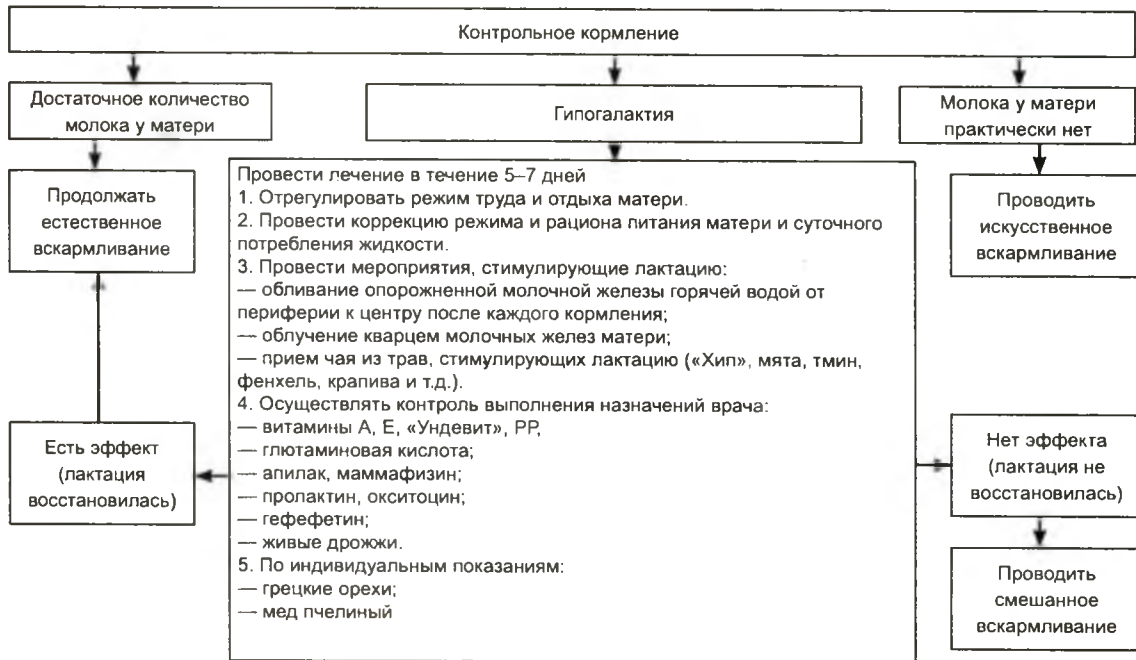 Контрольное кормление
Достаточное количество
молока у матери
Гипогалактия
Молока у матери
практически нет
Продолжать
естественное
вскармливание
Провести лечение в течение 5–7 дней
1. Отрегулировать режим труда и отдыха матери.
2. Провести коррекцию режима и рациона питания матери и суточного
потребления жидкости.
3. Провести мероприятия, стимулирующие лактацию:
— обливание опорожненной молочной железы горячей водой от
периферии к центру после каждого кормления;
— облучение кварцем молочных желез матери;
— прием чая из трав, стимулирующих лактацию («Хип», мята, тмин,
фенхель, крапива и т.д.).
4. Осуществлять контроль выполнения назначений врача:
— витамины А, Е, «Ундевит», РР,
— глютаминовая кислота;
— апилак, маммафизин;
— пролактин, окситоцин;
— гефефетин;
— живые дрожжи.
5. По индивидуальным показаниям:
— грецкие орехи;
— мед пчелиный
Проводить
искусственное
вскармливание
Есть эффект
(лактация
восстановилась)
Нет эффекта
(лактация не
восстановилась)
Проводить
смешанное
вскармливание